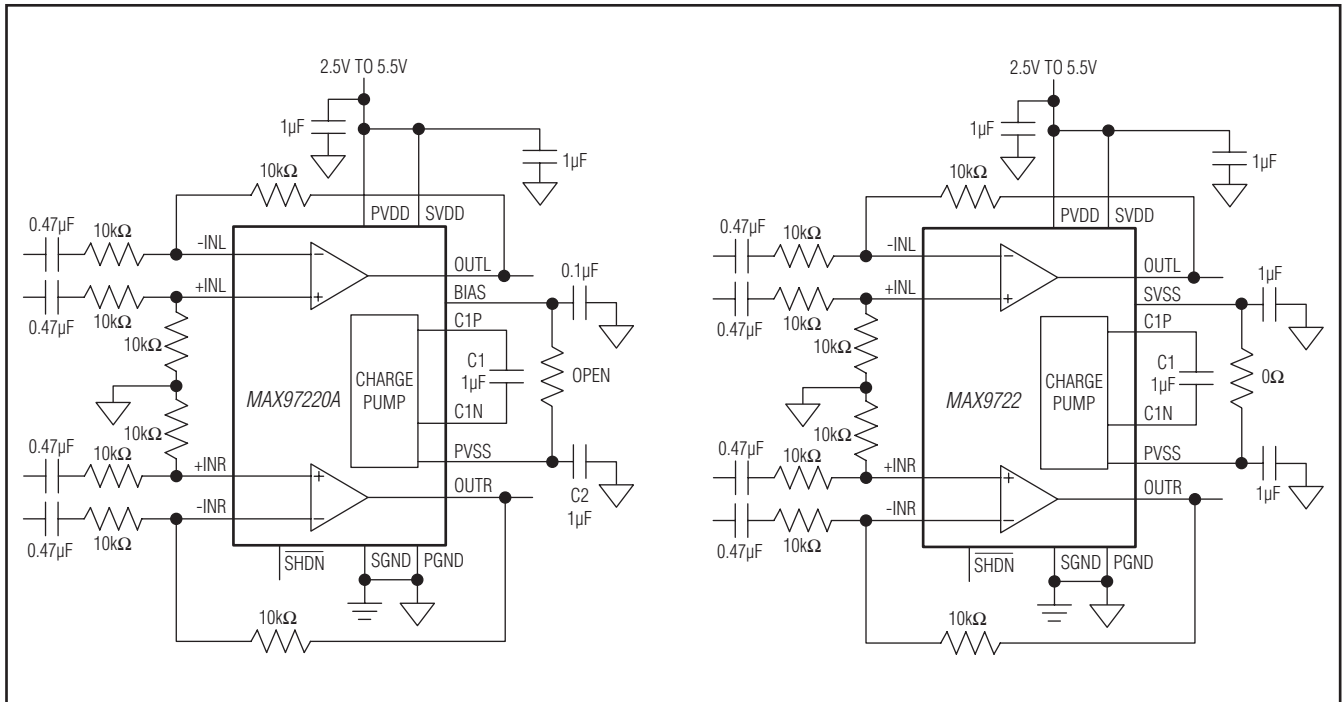 2.5V TO 5.5V
1µF
1µF
10kΩ
PVDD
SVDD
0.47µF
10kΩ
-INL
OUTL
0.1µF
+INL
BIAS
0.47µF
10kΩ
C1P
10kΩ
C1
1µF
OPEN
CHARGE
PUMP
MAX97220A
10kΩ
C1N
0.47µF
10kΩ
+INR
PVSS
OUTR
C2
1µF
-INR
0.47µF
10kΩ
SHDN
SGND
PGND
10kΩ
2.5V TO 5.5V
1µF
1µF
10kΩ
PVDD
SVDD
0.47µF
10kΩ
-INL
OUTL
1µF
+INL
SVSS
0.47µF
10kΩ
C1P
10kΩ
C1
1µF
0Ω
CHARGE
PUMP
MAX9722
10kΩ
C1N
0.47µF
10kΩ
+INR
PVSS
OUTR
1µF
-INR
0.47µF
10kΩ
SHDN
SGND
PGND
10kΩ